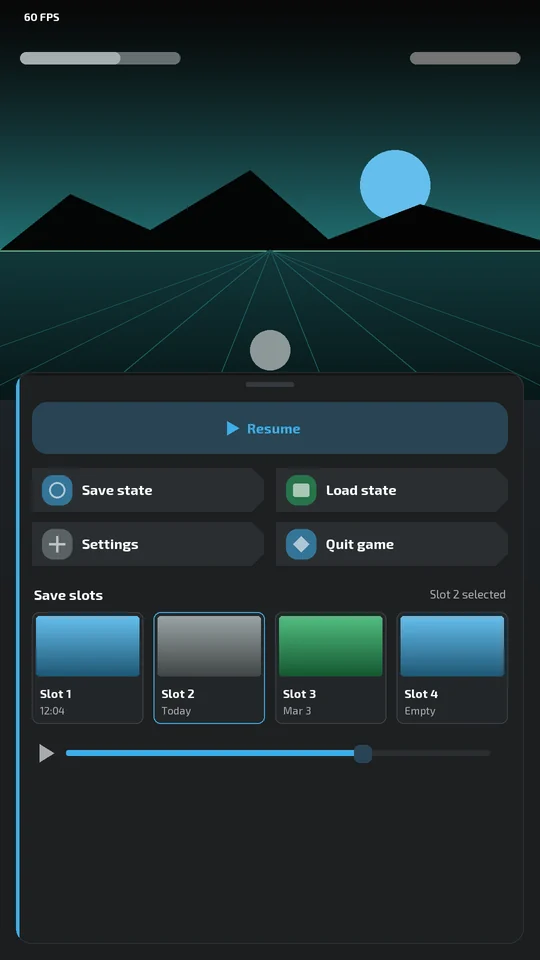 60 FPS
Resume
Save state
Load state
Settings
Quit game
Save slots
Slot 2 selected
Slot 1
12:04
Slot 2
Today
Slot 3
Mar 3
Slot 4
Empty